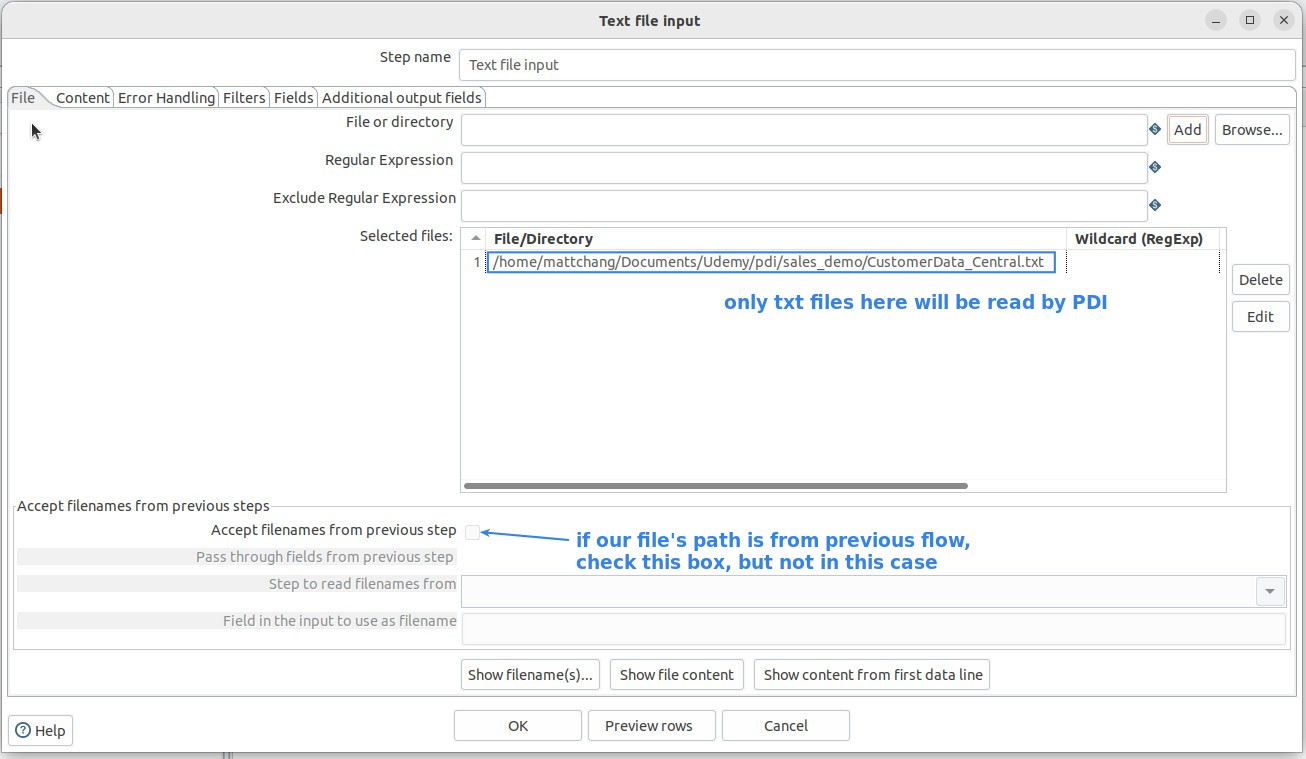 Text file input
Step name
Text file input
File Content Error Handling Filters Fields Additional output fields
File or directory
Add Browse...
Regular Expression
Exclude Regular Expression
Selected files:
File/Directory Wildcard (RegExp)
1 /home/mattchang/Documents/Udemy/pdi/sales_demo/CustomerData_Central.txt
Delete
only txt files here will be read by PDI
Edit
Accept filenames from previous steps
Accept filenames from previous step
if our file's path is from previous flow,
check this box, but not in this case
Pass through fields from previous step
Step to read filenames from
Field in the input to use as filename
Show filename(s)... Show file content Show content from first data line
Help OK Preview rows Cancel